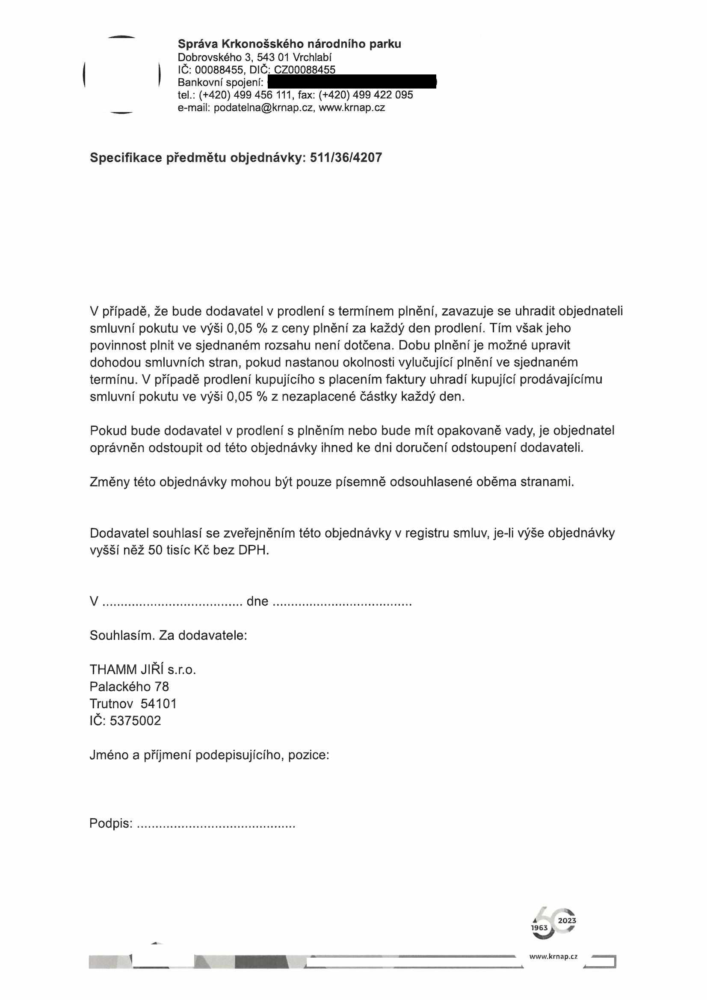 Správa Krkonošského národního parku
Dobrovského 3, 543 01 Vrchlabí
IČ: 00088455, DIČ: CZ00088455
Bankovní spojení:
tel.: (+420) 499 456 111, fax: (+420) 499 422 095
e-mail: podatelna@krnap.cz, www.krnap.cz
Specifikace předmětu objednávky: 511/36/4207
V případě, že bude dodavatel v prodlení s termínem plnění, zavazuje se uhradit objednateli
smluvní pokutu ve výši 0,05 % z ceny plnění za každý den prodlení. Tím však jeho
povinnost plnit ve sjednaném rozsahu není dotčena. Dobu plnění je možné upravit
dohodou smluvních stran, pokud nastanou okolnosti vylučující plnění ve sjednaném
termínu. V případě prodlení kupujícího s placením faktury uhradí kupující prodávajícímu
smluvní pokutu ve výši 0,05 % z nezaplacené částky každý den.
Pokud bude dodavatel v prodlení s plněním nebo bude mít opakovaně vady, je objednatel
oprávněn odstoupit od této objednávky ihned ke dni doručení odstoupení dodavateli.
Změny této objednávky mohou být pouze písemně odsouhlasené oběma stranami.
Dodavatel souhlasí se zveřejněním této objednávky v registru smluv, je-li výše objednávky
vyšší něž 50 tisíc Kč bez DPH.
V ...................................... dne ......................................
Souhlasím. Za dodavatele:
THAMM JIŘÍ s.r.o.
Palackého 78
Trutnov  54101
IČ: 5375002
Jméno a příjmení podepisujícího, pozice:
Podpis: ...........................................
60
2023
1963
www.krnap.cz